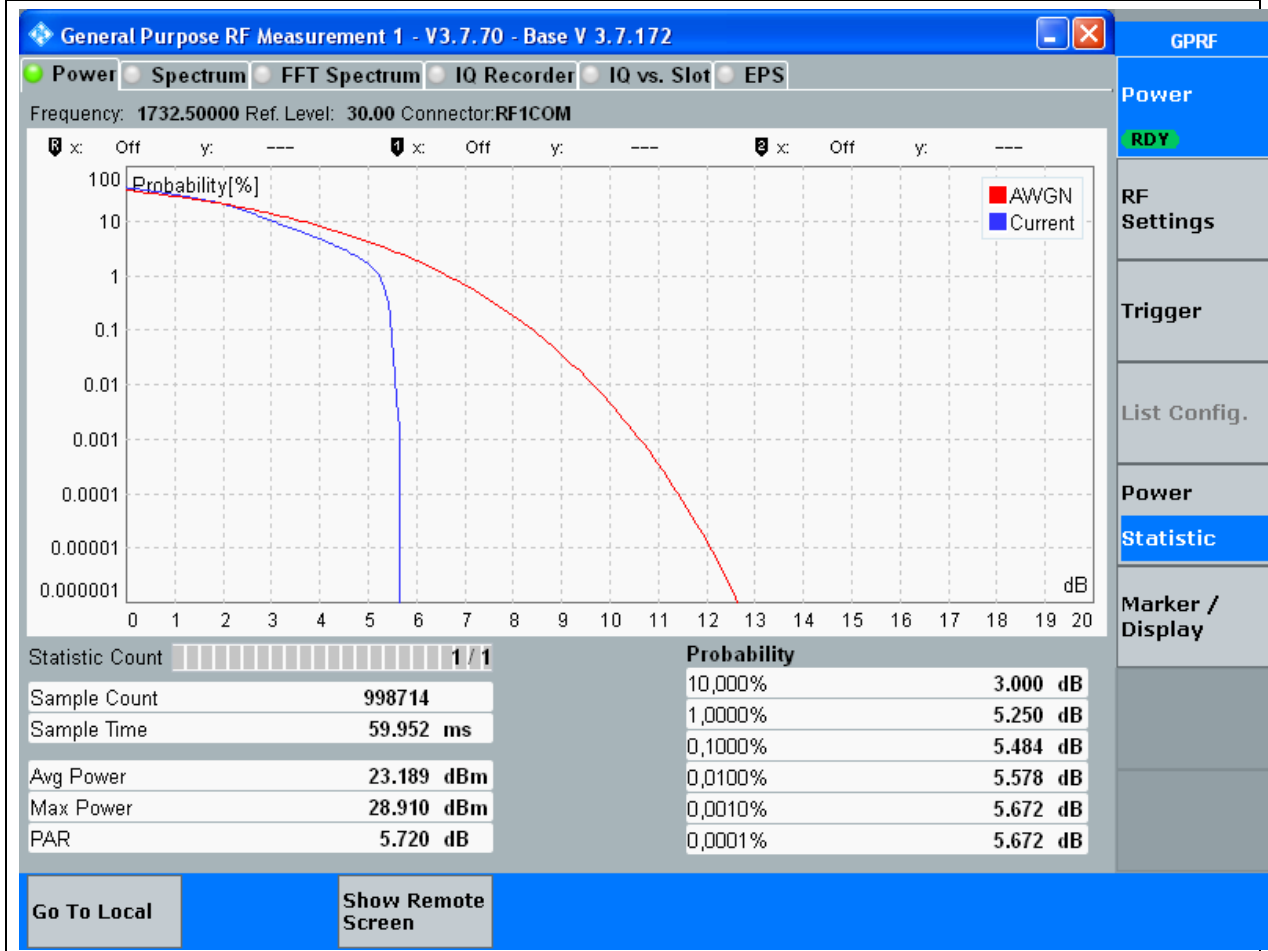 General Purpose RF Measurement 1 - V3.7.70 - Base V 3.7.172
GPRF
Power Spectrum FFT Spectrum IQ Recorder IQ vs. Slot EPS
Frequency: 1732.50000 Ref. Level: 30.00 Connector:RF1COM
R x: Off y: --- 1 x: Off y: --- 2 x: Off y: ---
Probability[%]
AWGN
Current
100
10
1
0.1
0.01
0.001
0.0001
0.00001
0.000001
dB
0 1 2 3 4 5 6 7 8 9 10 11 12 13 14 15 16 17 18 19 20
Statistic Count 1 / 1
Sample Count 998714
Sample Time 59.952 ms
Avg Power 23.189 dBm
Max Power 28.910 dBm
PAR 5.720 dB
Probability
10,000% 3.000 dB
1,0000% 5.250 dB
0,1000% 5.484 dB
0,0100% 5.578 dB
0,0010% 5.672 dB
0,0001% 5.672 dB
Power
RDY
RF
Settings
Trigger
List Config.
Power
Statistic
Marker /
Display
Go To Local
Show Remote
Screen